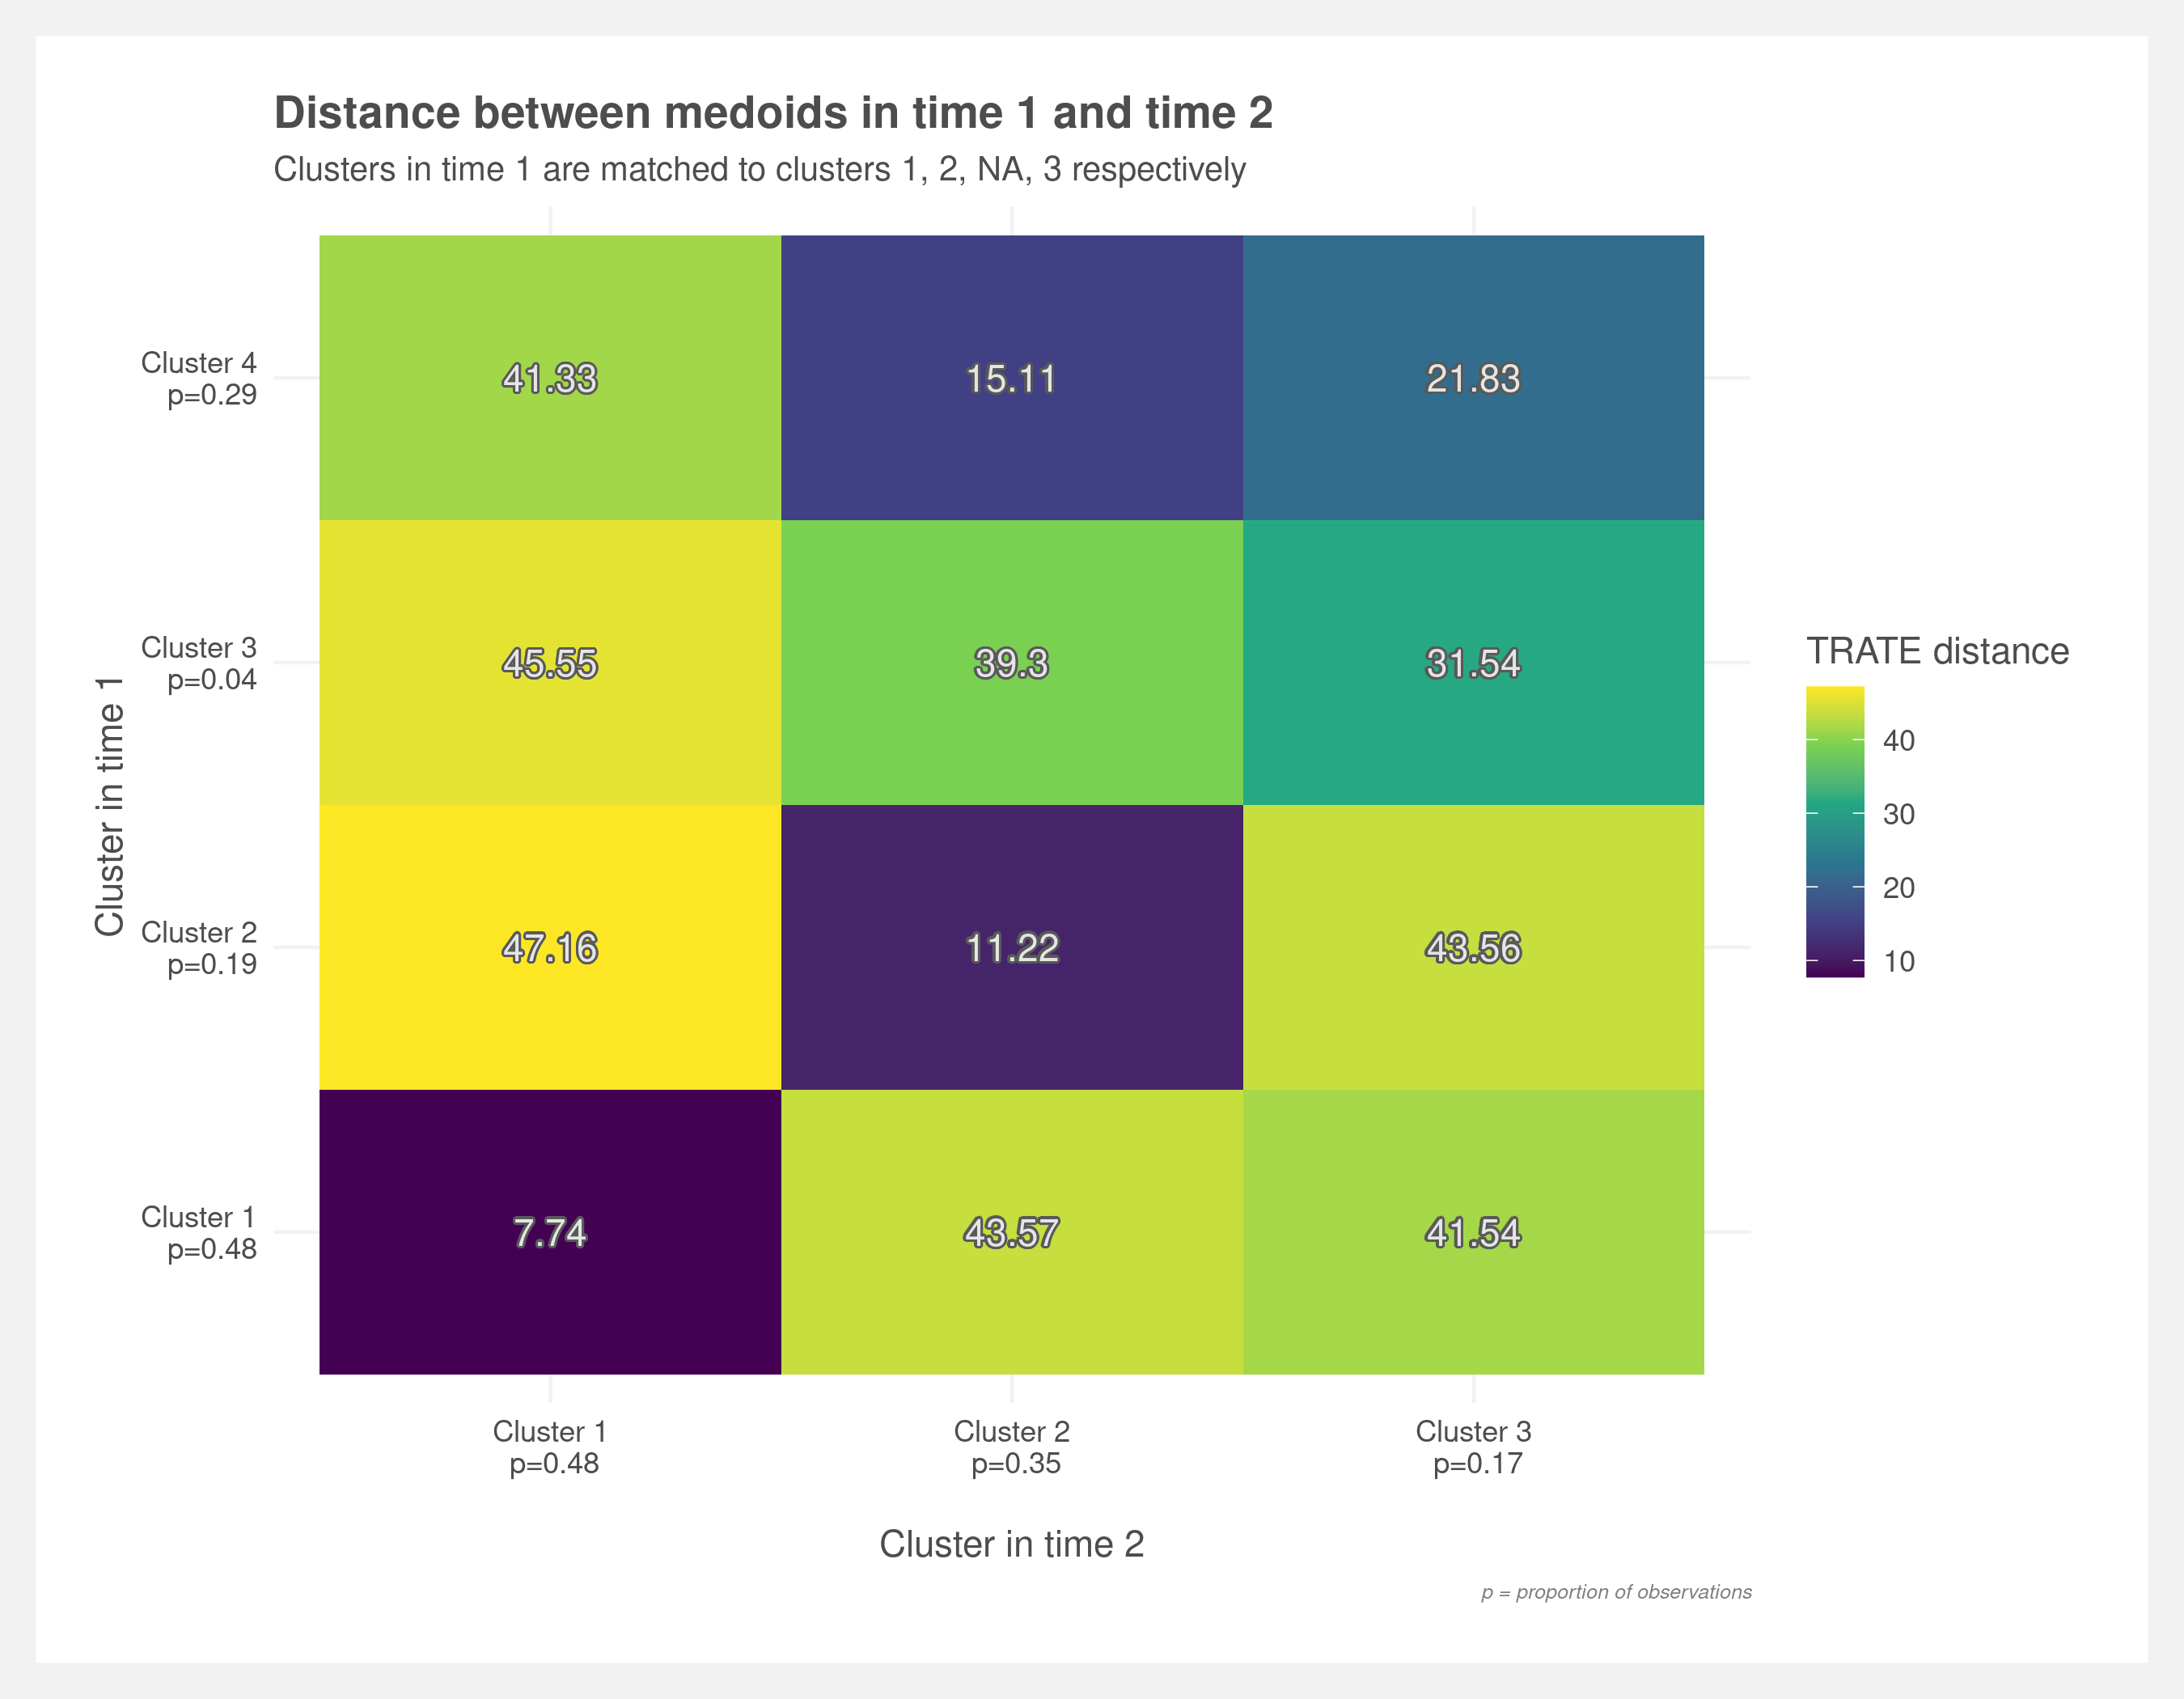 Distance between medoids in time 1 and time 2
Clusters in time 1 are matched to clusters 1, 2, NA, 3 respectively
Cluster in time 1
Cluster 4
p=0.29
41.33
15.11
21.83
Cluster 3
p=0.04
45.55
39.3
31.54
Cluster 2
p=0.19
47.16
11.22
43.56
Cluster 1
p=0.48
7.74
43.57
41.54
Cluster 1
p=0.48
Cluster 2
p=0.35
Cluster 3
p=0.17
Cluster in time 2
TRATE distance
40
30
20
10
p = proportion of observations